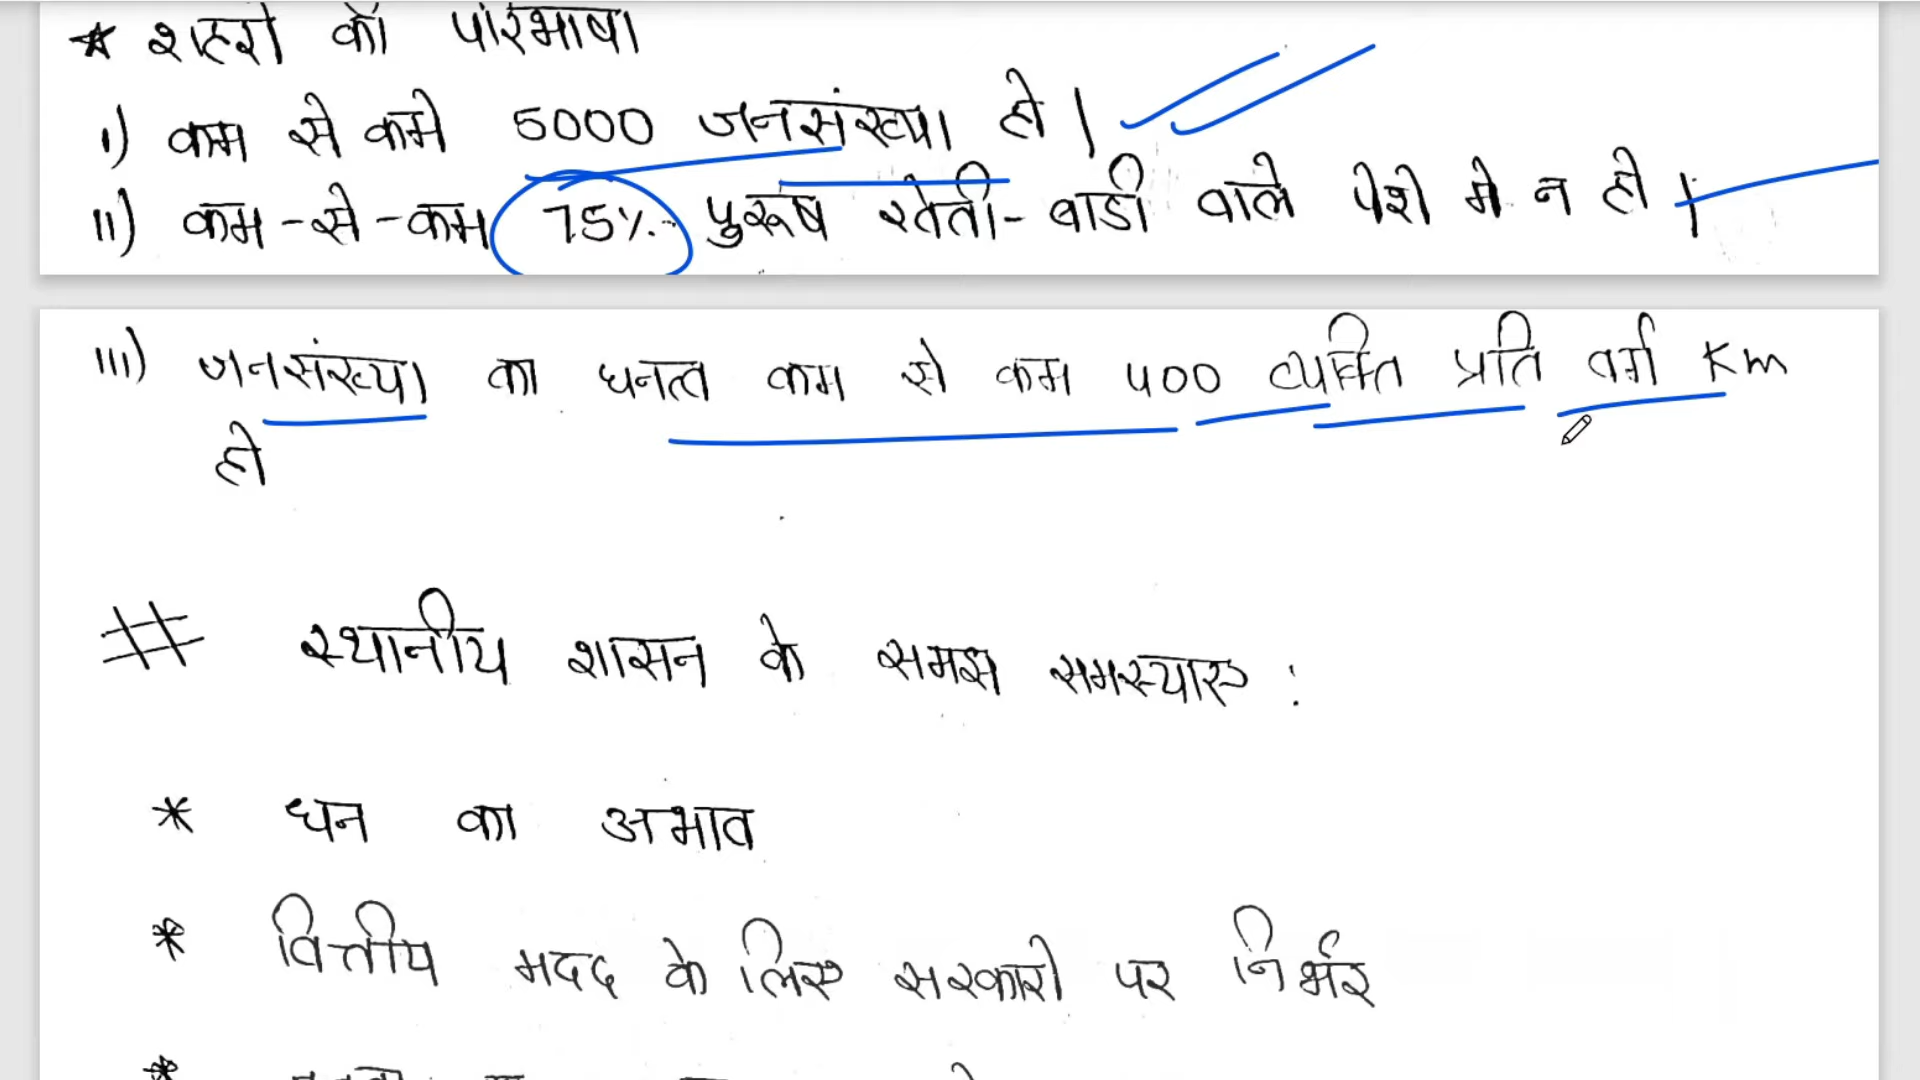 ★ शहरों की परिभाषा
i) कम से कम 5000 जनसंख्या हो।
ii) कम-से-कम 75% पुरूष खेती-बाडी वाले पेशे मे न हो।
iii) जनसंख्या का घनत्व कम से कम 400 व्यक्ति प्रति वर्ग Km
हो
# स्थानीय शासन के समक्ष समस्याए :
* धन का अभाव
* वित्तीय मदद के लिए सरकारो पर निर्भर